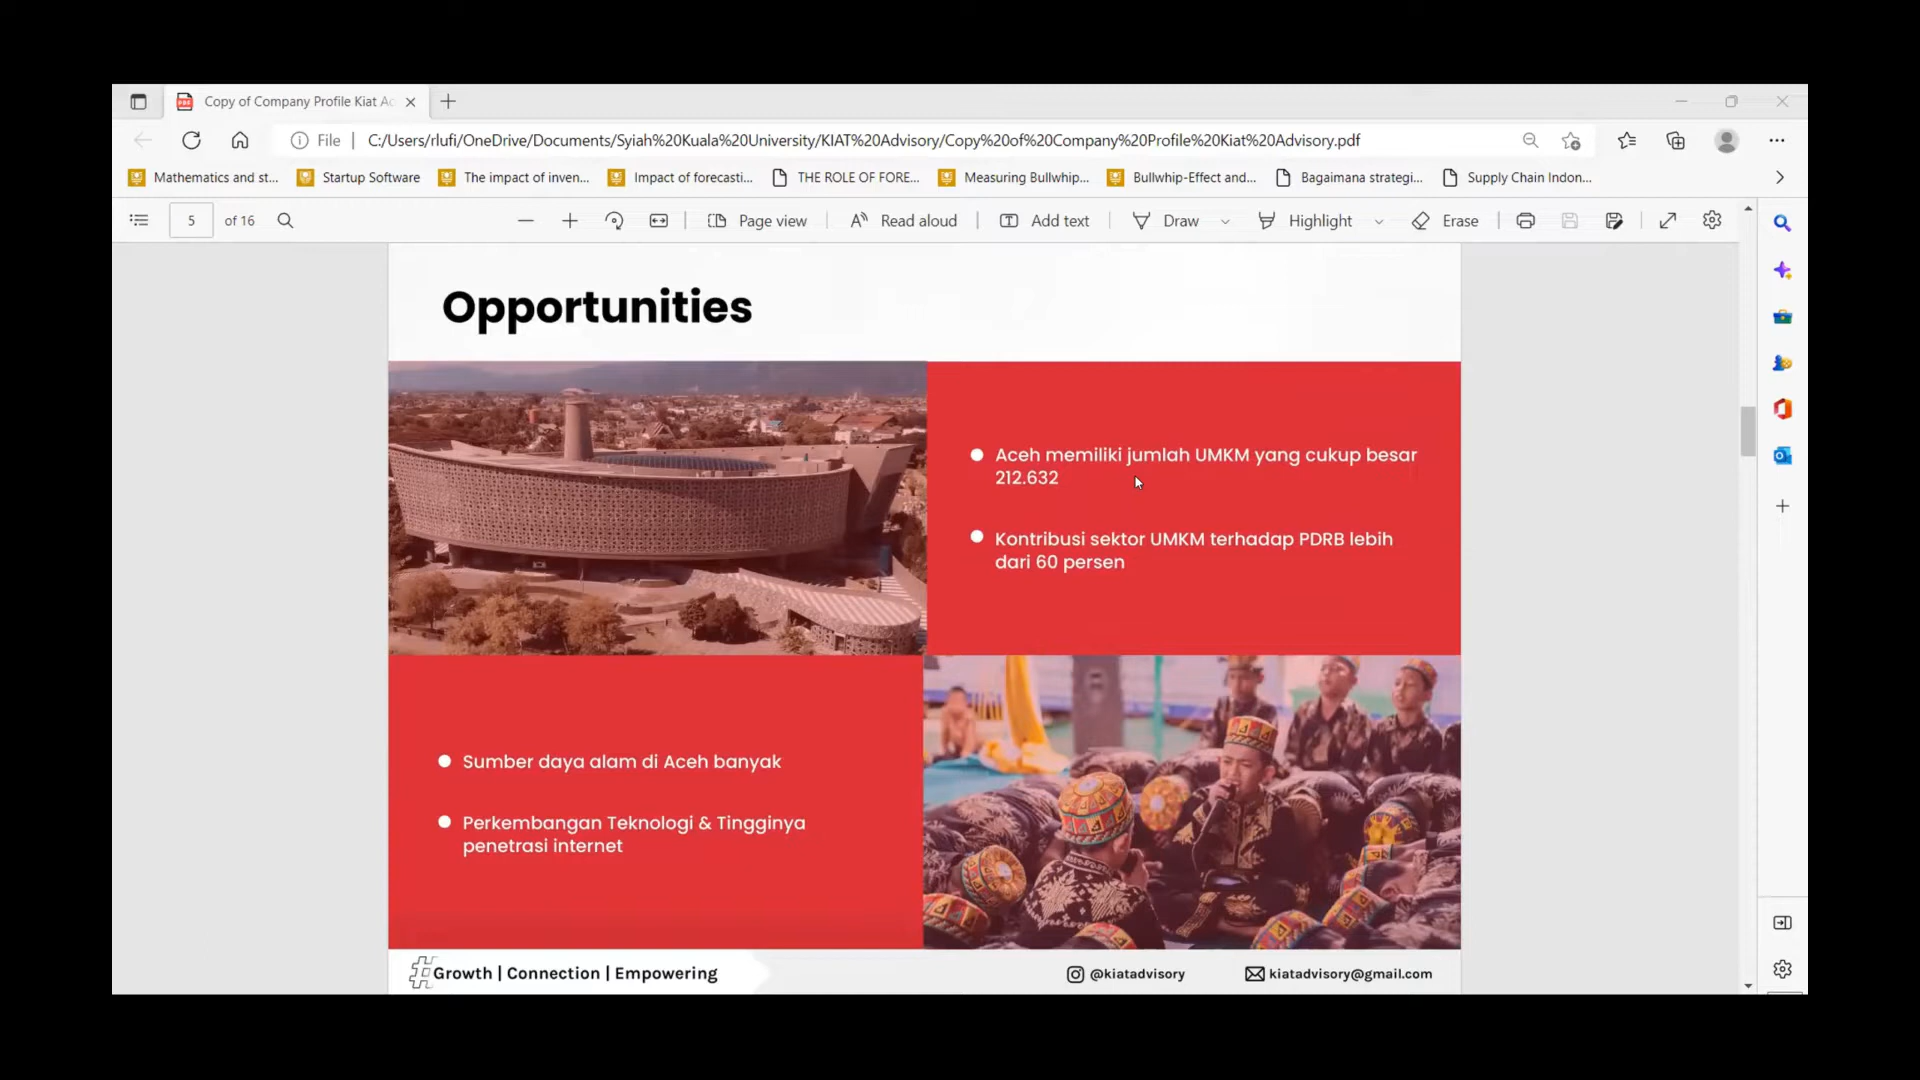 Copy of Company Profile Kiat Ac
File
C:/Users/rlufi/OneDrive/Documents/Syiah%20Kuala%20University/KIAT%20Advisory/Copy%20of%20Company%20Profile%20Kiat%20Advisory.pdf
Mathematics and st...
Startup Software
The impact of inven...
Impact of forecasti...
THE ROLE OF FORE...
Measuring Bullwhip...
Bullwhip-Effect and...
Bagaimana strategi...
Supply Chain Indon...
5 of 16
Page view
Read aloud
Add text
Draw
Highlight
Erase
Opportunities
Aceh memiliki jumlah UMKM yang cukup besar
212.632
Kontribusi sektor UMKM terhadap PDRB lebih
dari 60 persen
Sumber daya alam di Aceh banyak
Perkembangan Teknologi & Tingginya
penetrasi internet
#Growth | Connection | Empowering
@kiatadvisory
kiatadvisory@gmail.com